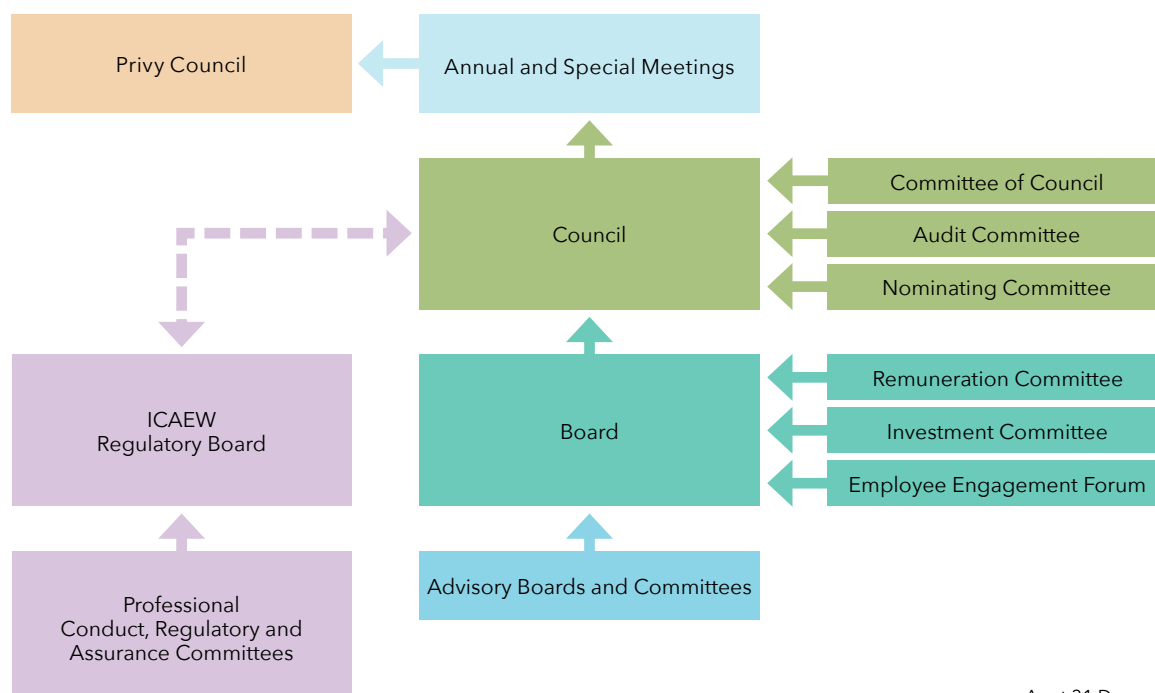 Privy Council
Annual and Special Meetings
Committee of Council
Council
Audit Committee
Nominating Committee
ICAEW
Regulatory Board
Board
Remuneration Committee
Investment Committee
Employee Engagement Forum
Professional
Conduct, Regulatory and
Assurance Committees
Advisory Boards and Committees
31